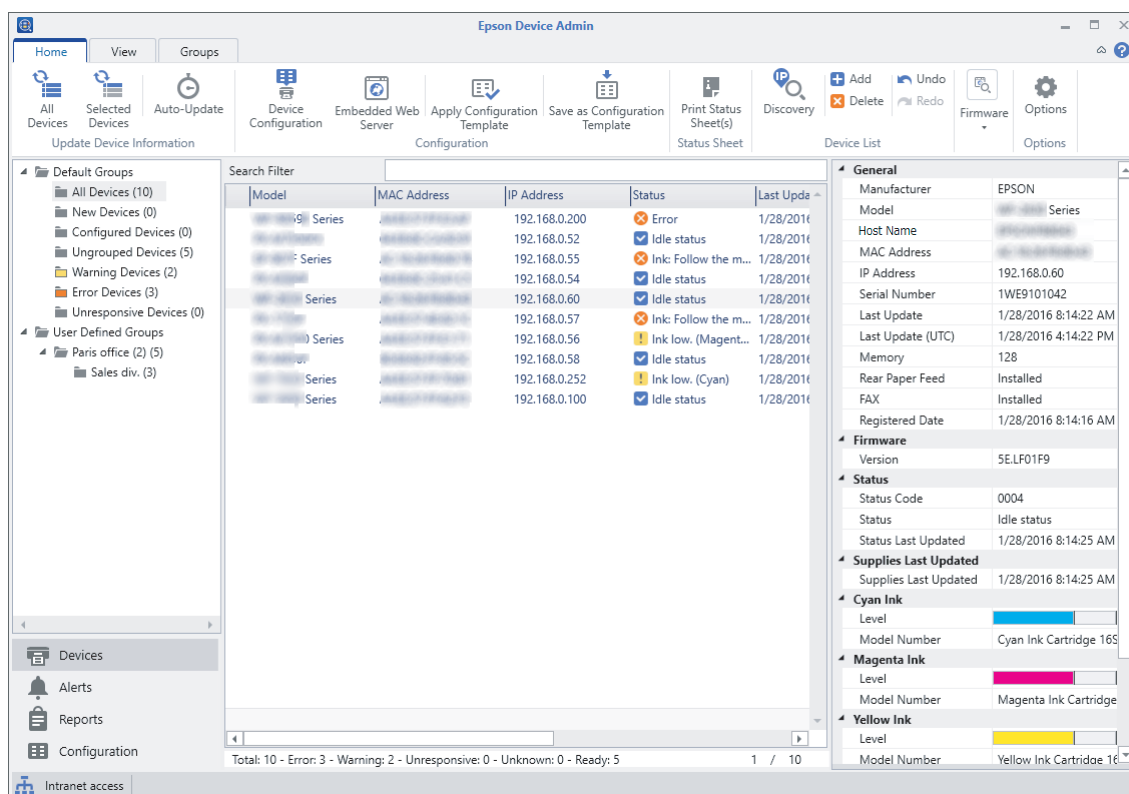 Epson Device Admin
Home View Groups
All Devices
Selected Devices
Auto-Update
Update Device Information
Device Configuration
Embedded Web Server
Apply Configuration Template
Save as Configuration Template
Configuration
Print Status Sheet(s)
Status Sheet
Discovery
Add
Delete
Undo
Redo
Device List
Firmware
Options
Options
Default Groups
All Devices (10)
New Devices (0)
Configured Devices (0)
Ungrouped Devices (5)
Warning Devices (2)
Error Devices (3)
Unresponsive Devices (0)
User Defined Groups
Paris office (2) (5)
Sales div. (3)
Devices
Alerts
Reports
Configuration
Search Filter
Model MAC Address IP Address Status Last Upda
Series 192.168.0.200 Error 1/28/2016
192.168.0.52 Idle status 1/28/2016
Series 192.168.0.55 Ink: Follow the m... 1/28/2016
192.168.0.54 Idle status 1/28/2016
Series 192.168.0.60 Idle status 1/28/2016
192.168.0.57 Ink: Follow the m... 1/28/2016
Series 192.168.0.56 Ink low. (Magent... 1/28/2016
192.168.0.58 Idle status 1/28/2016
Series 192.168.0.252 Ink low. (Cyan) 1/28/2016
Series 192.168.0.100 Idle status 1/28/2016
Total: 10 - Error: 3 - Warning: 2 - Unresponsive: 0 - Unknown: 0 - Ready: 5 1 / 10
General
Manufacturer EPSON
Model Series
Host Name
MAC Address
IP Address 192.168.0.60
Serial Number 1WE9101042
Last Update 1/28/2016 8:14:22 AM
Last Update (UTC) 1/28/2016 4:14:22 PM
Memory 128
Rear Paper Feed Installed
FAX Installed
Registered Date 1/28/2016 8:14:16 AM
Firmware
Version 5E.LF01F9
Status
Status Code 0004
Status Idle status
Status Last Updated 1/28/2016 8:14:25 AM
Supplies Last Updated
Supplies Last Updated 1/28/2016 8:14:25 AM
Cyan Ink
Level
Model Number Cyan Ink Cartridge 16S
Magenta Ink
Level
Model Number Magenta Ink Cartridge
Yellow Ink
Level
Model Number Yellow Ink Cartridge 16
Intranet access